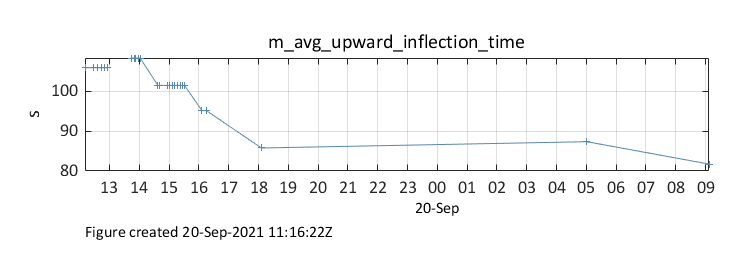 m_avg_upward_inflection_time
s
100
90
80
13 14 15 16 17 18 19 20 21 22 23 00 01 02 03 04 05 06 07 08 09
20-Sep
Figure created 20-Sep-2021 11:16:22Z